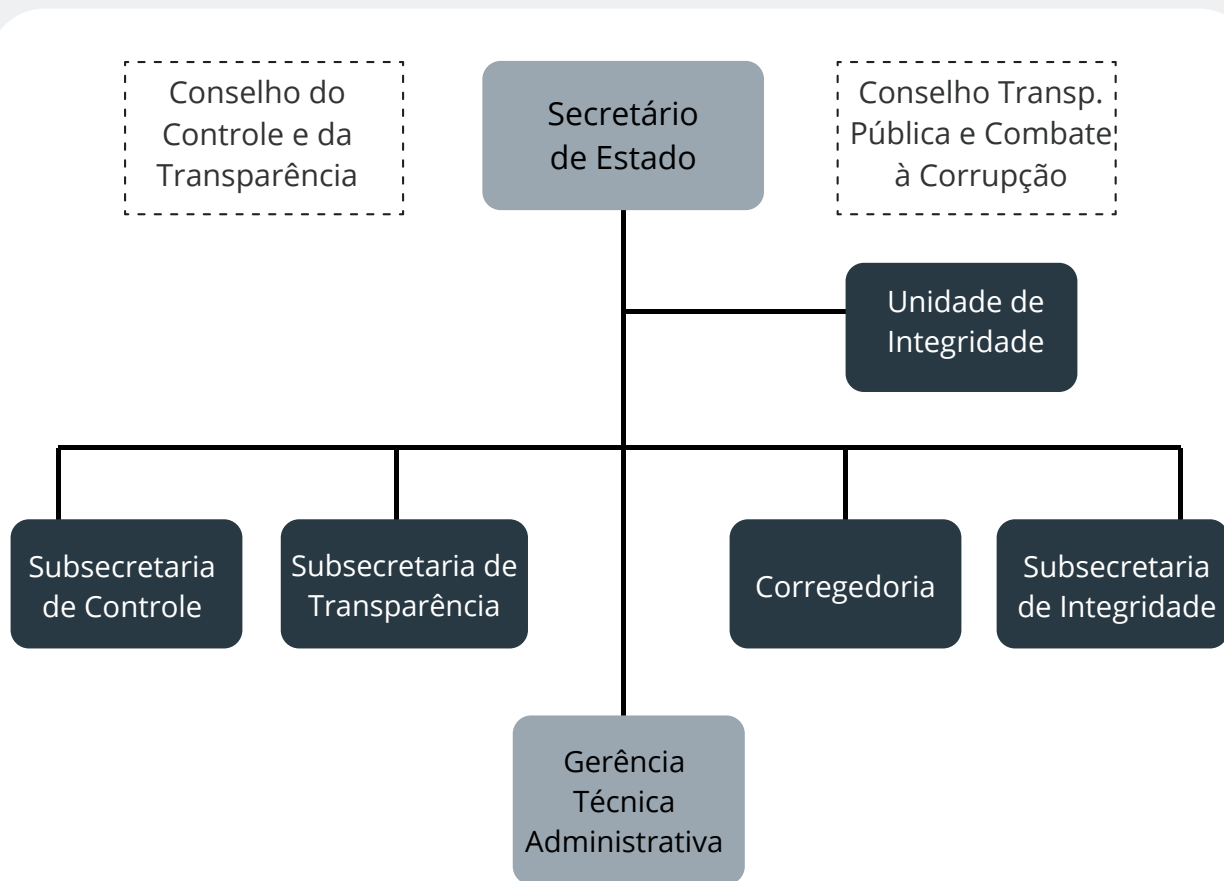 Conselho do
Controle e da
Transparência
Secretário
de Estado
Conselho Transp.
Pública e Combate
à Corrupção
Unidade de
Integridade
Subsecretaria
de Controle
Subsecretaria de
Transparência
Corregedoria
Subsecretaria
de Integridade
Gerência
Técnica
Administrativa